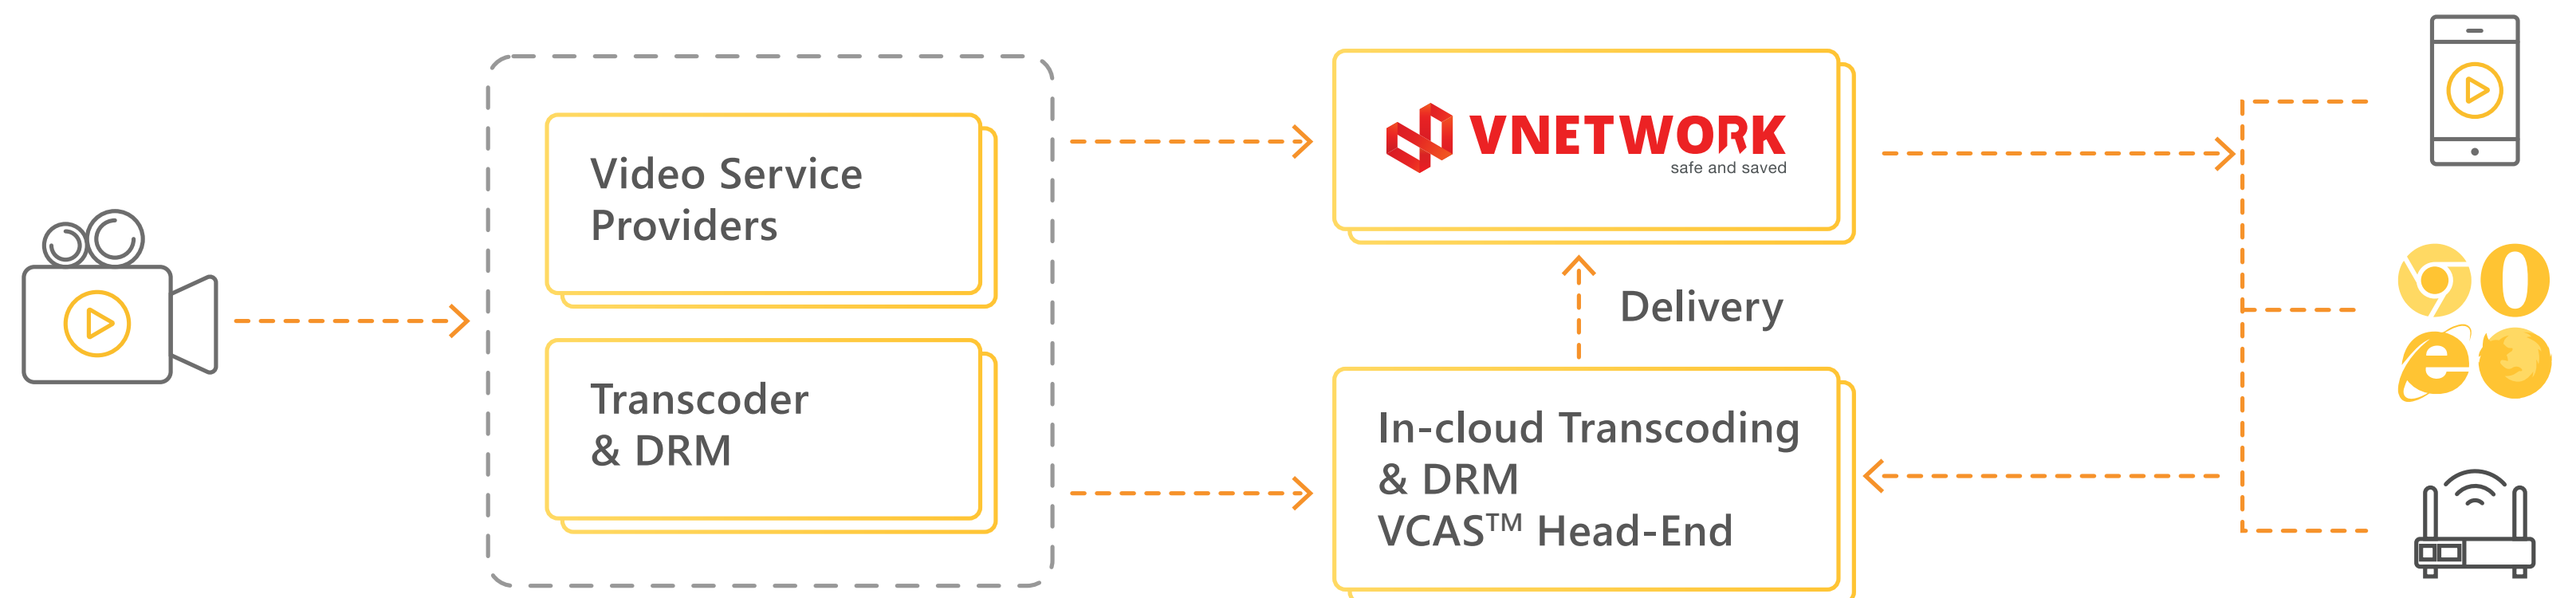 Video Service
Providers
Transcoder
& DRM
VNETWORK
safe and saved
Delivery
In-cloud Transcoding
& DRM
VCAS™ Head-End